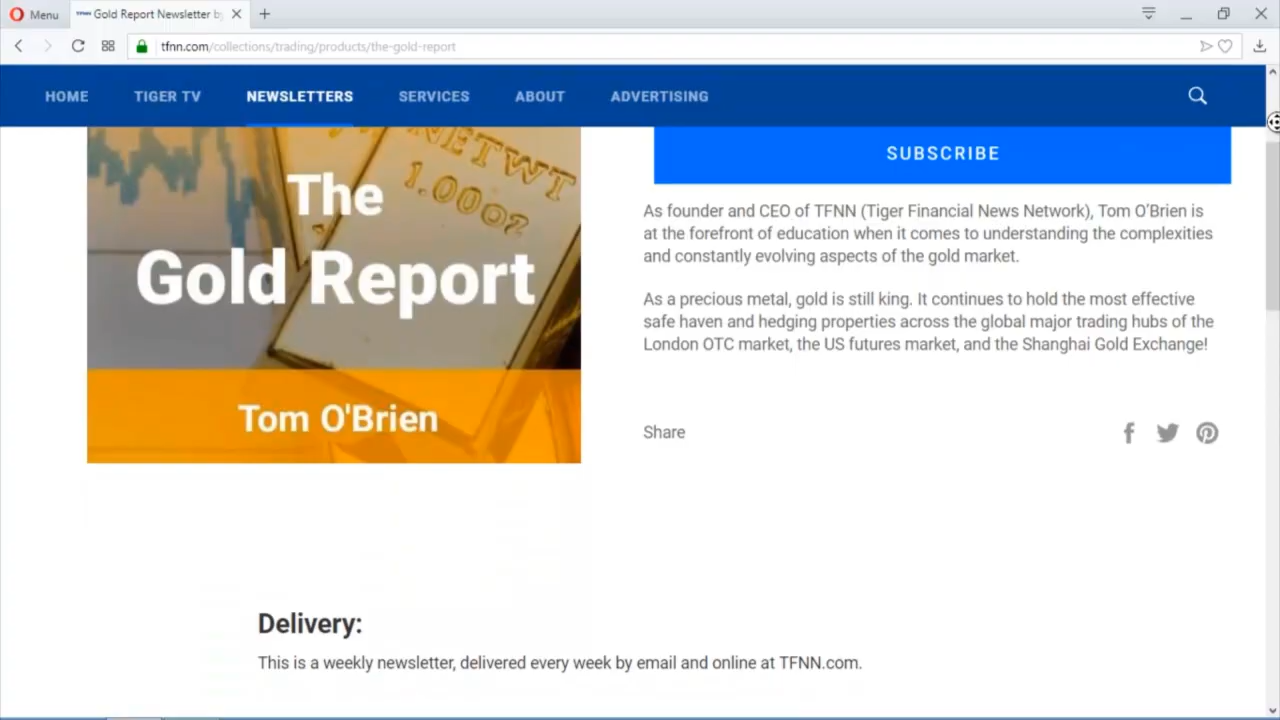 Menu
TFNN Gold Report Newsletter b
tfnn.com/collections/trading/products/the-gold-report
HOME TIGER TV NEWSLETTERS SERVICES ABOUT ADVERTISING
NETWT
1.00oz
The
Gold Report
Tom O'Brien
SUBSCRIBE
As founder and CEO of TFNN (Tiger Financial News Network), Tom O'Brien is
at the forefront of education when it comes to understanding the complexities
and constantly evolving aspects of the gold market.
As a precious metal, gold is still king. It continues to hold the most effective
safe haven and hedging properties across the global major trading hubs of the
London OTC market, the US futures market, and the Shanghai Gold Exchange!
Share
Delivery:
This is a weekly newsletter, delivered every week by email and online at TFNN.com.